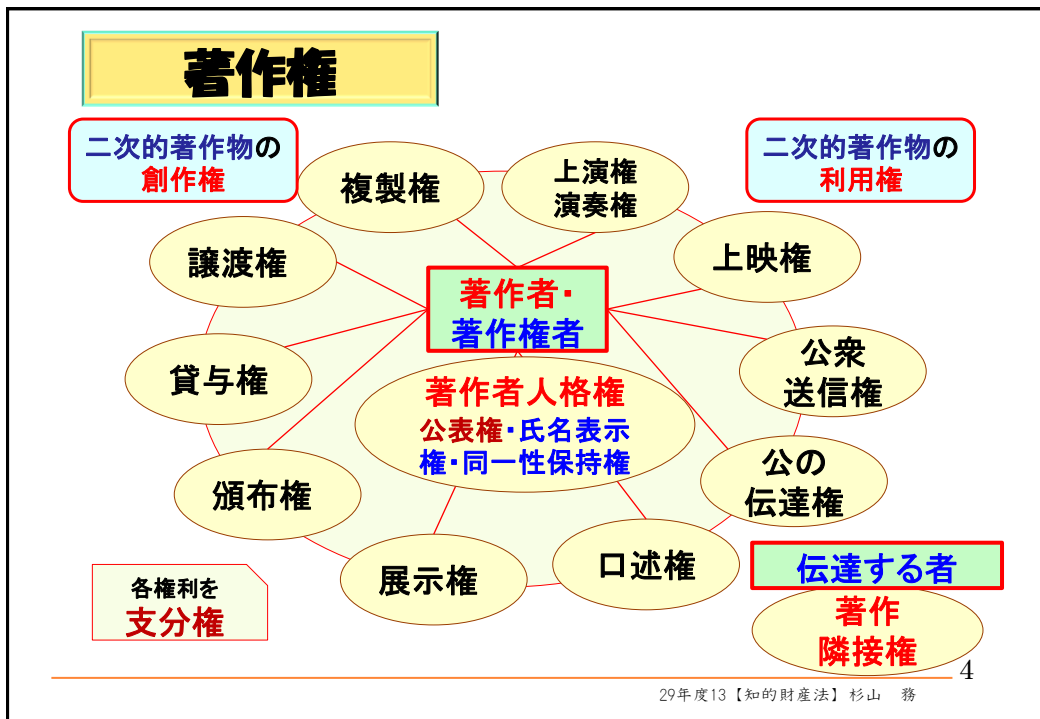 著作権
二次的著作物の
創作権
二次的著作物の
利用権
複製権
上演権
演奏権
譲渡権
上映権
著作者・
著作権者
貸与権
公衆
送信権
著作者人格権
公表権・氏名表示
権・同一性保持権
頒布権
公の
伝達権
展示権
口述権
各権利を
支分権
伝達する者
著作
隣接権
4
29年度13【知的財産法】杉山　務